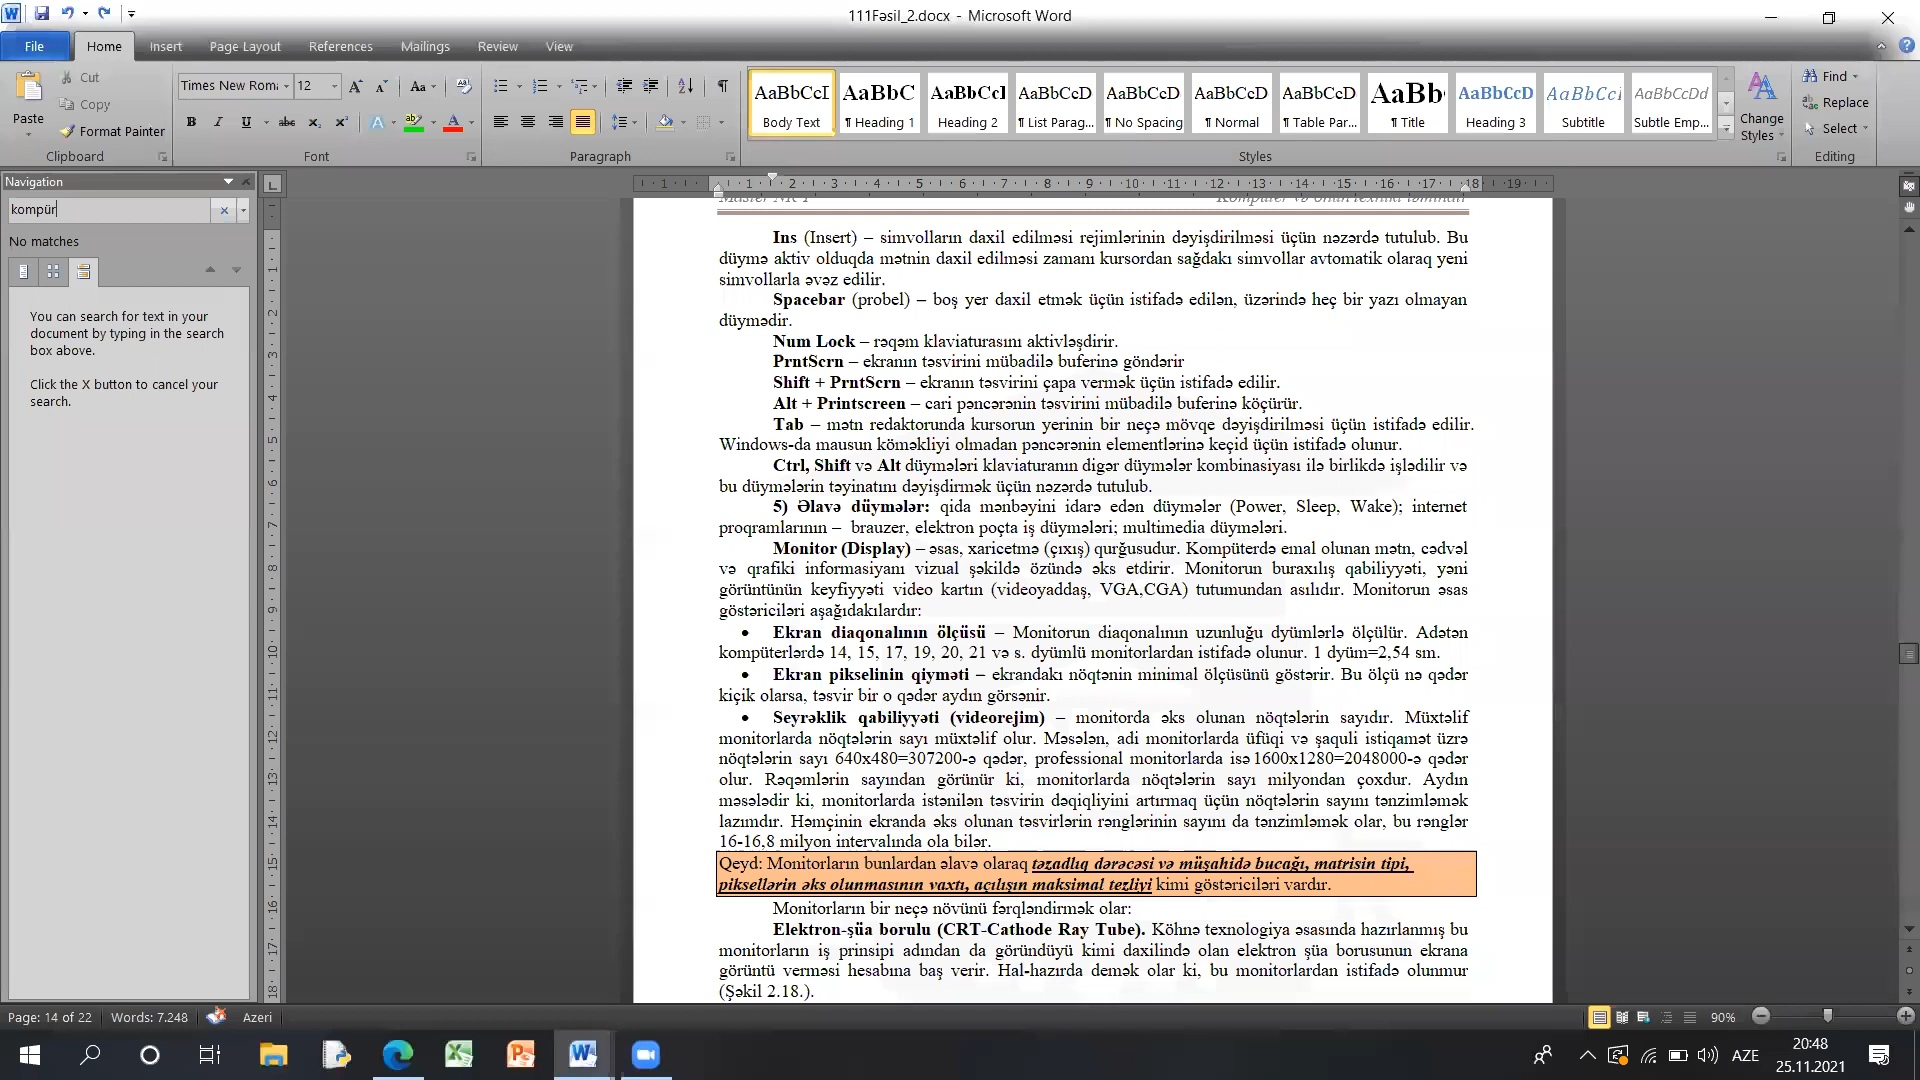 111Fəsil_2.docx - Microsoft Word
File Home Insert Page Layout References Mailings Review View
Paste
Cut
Copy
Format Painter
Clipboard
Times New Roma 12
Font
Paragraph
AaBbCcI AaBbC AaBbCcI AaBbCcD AaBbCcD AaBbCcD AaBbCcD AaBb AaBbCcD AaBbCcI AaBbCcDd
Body Text ¶ Heading 1 Heading 2 ¶ List Parag... ¶ No Spacing ¶ Normal ¶ Table Par... ¶ Title Heading 3 Subtitle Subtle Emp...
Change
Styles
Styles
Find
Replace
Select
Editing
Navigation
kompür
No matches
You can search for text in your
document by typing in the search
box above.
Click the X button to cancel your
search.
Ins (Insert) – simvolların daxil edilməsi rejimlərinin dəyişdirilməsi üçün nəzərdə tutulub. Bu
düymə aktiv olduqda mətnin daxil edilməsi zamanı kursordan sağdakı simvollar avtomatik olaraq yeni
simvollarla əvəz edilir.
Spacebar (probel) – boş yer daxil etmək üçün istifadə edilən, üzərində heç bir yazı olmayan
düymədir.
Num Lock – rəqəm klaviaturasını aktivləşdirir.
PrntScrn – ekranın təsvirini mübadilə buferinə göndərir
Shift + PrntScrn – ekranın təsvirini çapa vermək üçün istifadə edilir.
Alt + Printscreen – cari pəncərənin təsvirini mübadilə buferinə köçürür.
Tab – mətn redaktorunda kursorun yerinin bir neçə mövqe dəyişdirilməsi üçün istifadə edilir.
Windows-da mausun köməkliyi olmadan pəncərənin elementlərinə keçid üçün istifadə olunur.
Ctrl, Shift və Alt düymələri klaviaturanın digər düymələr kombinasiyası ilə birlikdə işlədilir və
bu düymələrin təyinatını dəyişdirmək üçün nəzərdə tutulub.
5) Əlavə düymələr: qida mənbəyini idarə edən düymələr (Power, Sleep, Wake); internet
proqramlarının – brauzer, elektron poçta iş düymələri; multimedia düymələri.
Monitor (Display) – əsas, xaricetmə (çıxış) qurğusudur. Kompüterdə emal olunan mətn, cədvəl
və qrafiki informasiyanı vizual şəkildə özündə əks etdirir. Monitorun buraxılış qabiliyyəti, yəni
görüntünün keyfiyyəti video kartın (videoyaddaş, VGA,CGA) tutumundan asılıdır. Monitorun əsas
göstəriciləri aşağıdakılardır:
• Ekran diaqonalının ölçüsü – Monitorun diaqonalının uzunluğu dyümlərlə ölçülür. Adətən
kompüterlərdə 14, 15, 17, 19, 20, 21 və s. dyümlü monitorlardan istifadə olunur. 1 dyüm=2,54 sm.
• Ekran pikselinin qiyməti – ekrandakı nöqtənin minimal ölçüsünü göstərir. Bu ölçü nə qədər
kiçik olarsa, təsvir bir o qədər aydın görsənir.
• Seyrəklik qabiliyyəti (videorejim) – monitorda əks olunan nöqtələrin sayıdır. Müxtəlif
monitorlarda nöqtələrin sayı müxtəlif olur. Məsələn, adi monitorlarda üfüqi və şaquli istiqamət üzrə
nöqtələrin sayı 640x480=307200-ə qədər, professional monitorlarda isə 1600x1280=2048000-ə qədər
olur. Rəqəmlərin sayından görünür ki, monitorlarda nöqtələrin sayı milyondan çoxdur. Aydın
məsələdir ki, monitorlarda istənilən təsvirin dəqiqliyini artırmaq üçün nöqtələrin sayını tənzimləmək
lazımdır. Həmçinin ekranda əks olunan təsvirlərin rənglərinin sayını da tənzimləmək olar, bu rənglər
16-16,8 milyon intervalında ola bilər.
Qeyd: Monitorların bunlardan əlavə olaraq təzadlıq dərəcəsi və müşahidə bucağı, matrisin tipi,
piksellərin əks olunmasının vaxtı, açılışın maksimal tezliyi kimi göstəriciləri vardır.
Monitorların bir neçə növünü fərqləndirmək olar:
Elektron-şüa borulu (CRT-Cathode Ray Tube). Köhnə texnologiya əsasında hazırlanmış bu
monitorların iş prinsipi adından da göründüyü kimi daxilində olan elektron şüa borusunun ekrana
görüntü verməsi hesabına baş verir. Hal-hazırda demək olar ki, bu monitorlardan istifadə olunmur
(Şəkil 2.18.).
Page: 14 of 22 Words: 7.248 Azeri
90%
AZE
20:48
25.11.2021